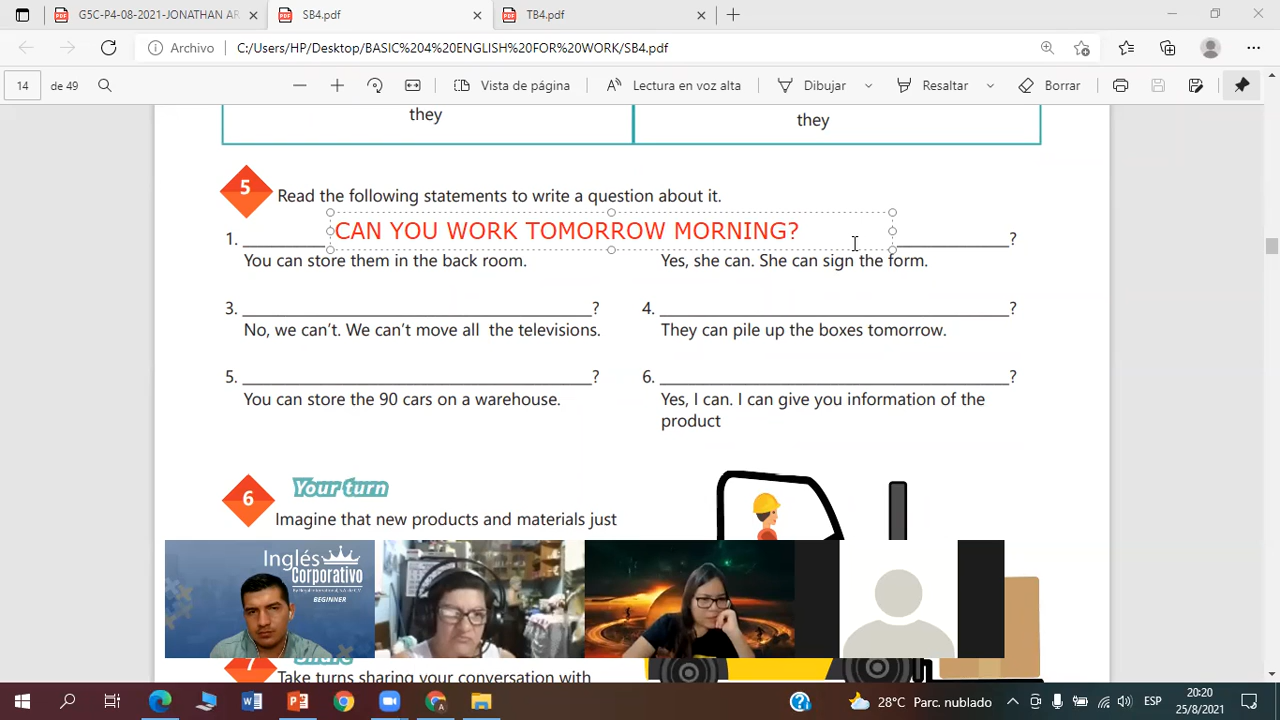 G5C-P4-08-2021-JONATHAN AR
SB4.pdf
TB4.pdf
Archivo
C:/Users/HP/Desktop/BASIC%204%20ENGLISH%20FOR%20WORK/SB4.pdf
14
de 49
Vista de página
Lectura en voz alta
Dibujar
Resaltar
Borrar
they
they
5
Read the following statements to write a question about it.
CAN YOU WORK TOMORROW MORNING?
1. __________ __________?
You can store them in the back room.
Yes, she can. She can sign the form.
3. ______________________________?
4. ______________________________?
No, we can't. We can't move all the televisions.
They can pile up the boxes tomorrow.
5. ______________________________?
6. ______________________________?
You can store the 90 cars on a warehouse.
Yes, I can. I can give you information of the
product
6
Your turn
Imagine that new products and materials just
Inglés
Corporativo
BEGINNER
7
Share
Take turns sharing your conversation with
28°C Parc. nublado
ESP
20:20
25/8/2021